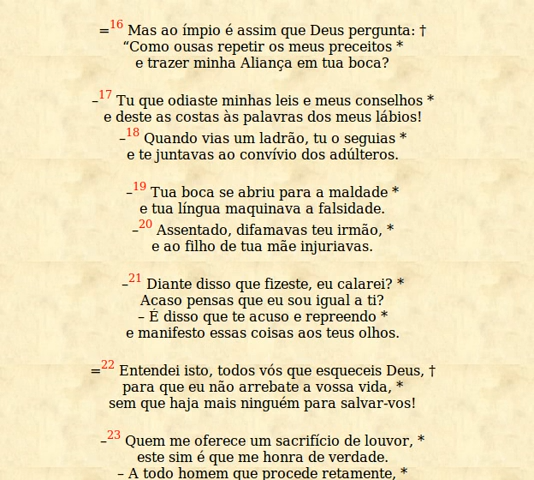 =16 Mas ao ímpio é assim que Deus pergunta: †
“Como ousas repetir os meus preceitos *
e trazer minha Aliança em tua boca?
–17 Tu que odiaste minhas leis e meus conselhos *
e deste as costas às palavras dos meus lábios!
–18 Quando vias um ladrão, tu o seguias *
e te juntavas ao convívio dos adúlteros.
–19 Tua boca se abriu para a maldade *
e tua língua maquinava a falsidade.
–20 Assentado, difamavas teu irmão, *
e ao filho de tua mãe injuriavas.
–21 Diante disso que fizeste, eu calarei? *
Acaso pensas que eu sou igual a ti?
– É disso que te acuso e repreendo *
e manifesto essas coisas aos teus olhos.
=22 Entendei isto, todos vós que esqueceis Deus, †
para que eu não arrebate a vossa vida, *
sem que haja mais ninguém para salvar-vos!
–23 Quem me oferece um sacrifício de louvor, *
este sim é que me honra de verdade.
– A todo homem que procede retamente, *